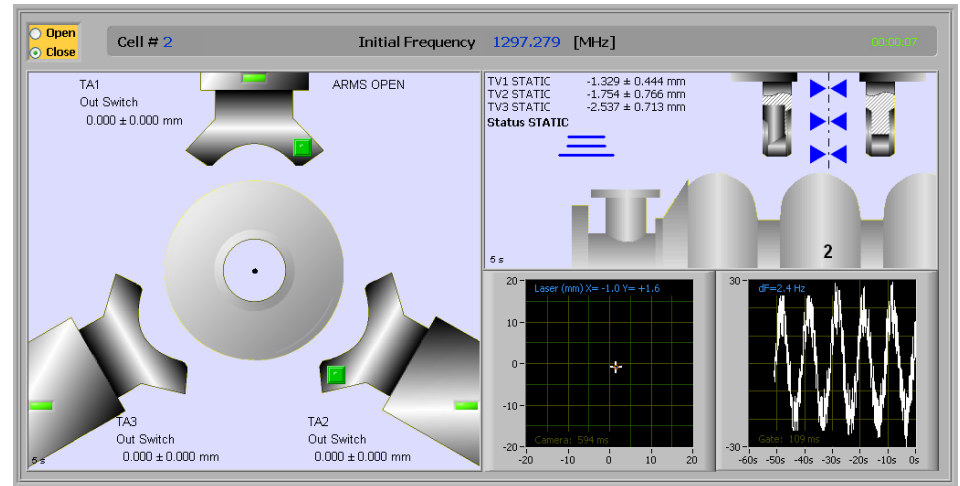 Open
Close
Cell # 2
Initial Frequency 1297.279 [MHz]
00:00:07
TA1
Out Switch
0.000 ± 0.000 mm
ARMS OPEN
TA3
Out Switch
0.000 ± 0.000 mm
TA2
Out Switch
0.000 ± 0.000 mm
5 s
TV1 STATIC -1.329 ± 0.444 mm
TV2 STATIC -1.754 ± 0.766 mm
TV3 STATIC -2.537 ± 0.713 mm
Status STATIC
2
5 s
Laser (mm) X= -1.0 Y= +1.6
20
10
0
-10
-20
Camera: 594 ms
-20 -10 0 10 20
dF=2.4 Hz
30
-30
Gate: 109 ms
-60s -50s -40s -30s -20s -10s 0s